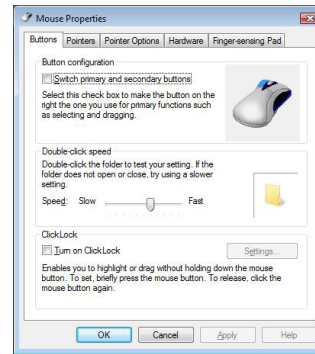 Mouse Properties
Buttons Pointers Pointer Options Hardware Finger-sensing Pad
Button configuration
Switch primary and secondary buttons
Select this check box to make the button on the
right the one you use for primary functions such
as selecting and dragging.
Double-click speed
Double-click the folder to test your setting. If the
folder does not open or close, try using a slower
setting.
Speed: Slow Fast
ClickLock
Turn on ClickLock Settings...
Enables you to highlight or drag without holding down the mouse
button. To set, briefly press the mouse button. To release, click the
mouse button again.
OK Cancel Apply Help